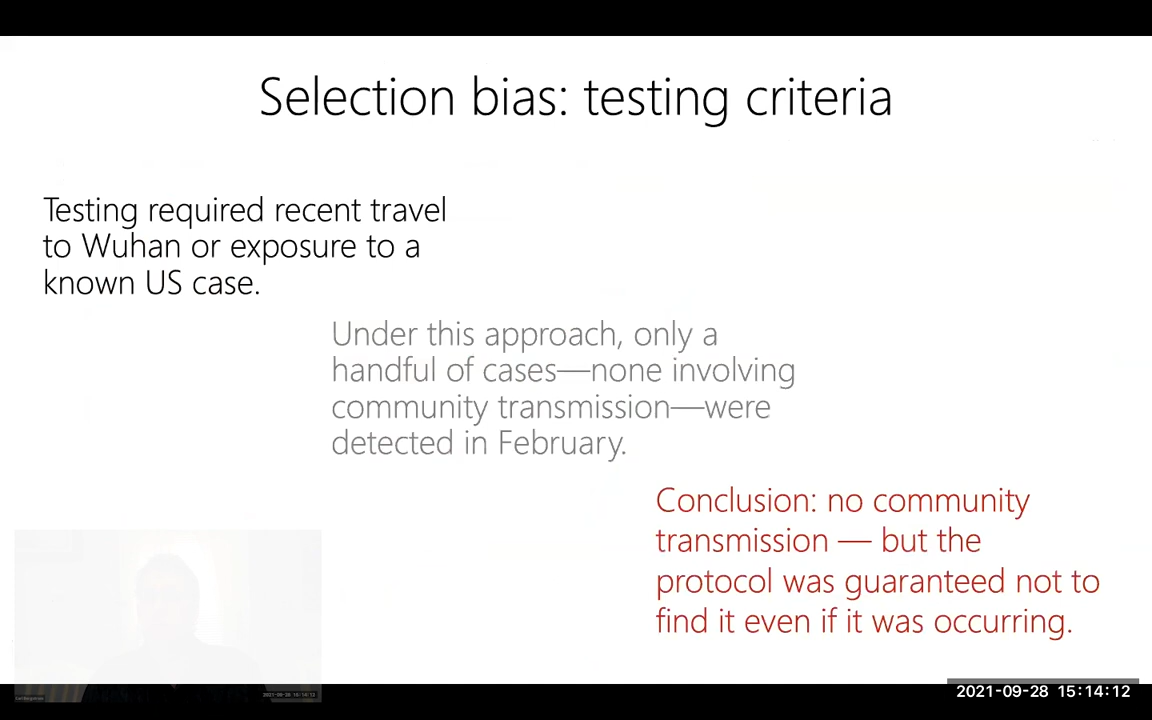 Selection bias: testing criteria
Testing required recent travel
to Wuhan or exposure to a
known US case.
Under this approach, only a
handful of cases—none involving
community transmission—were
detected in February.
Conclusion: no community
transmission — but the
protocol was guaranteed not to
find it even if it was occurring.
2021-09-28 15:14:12